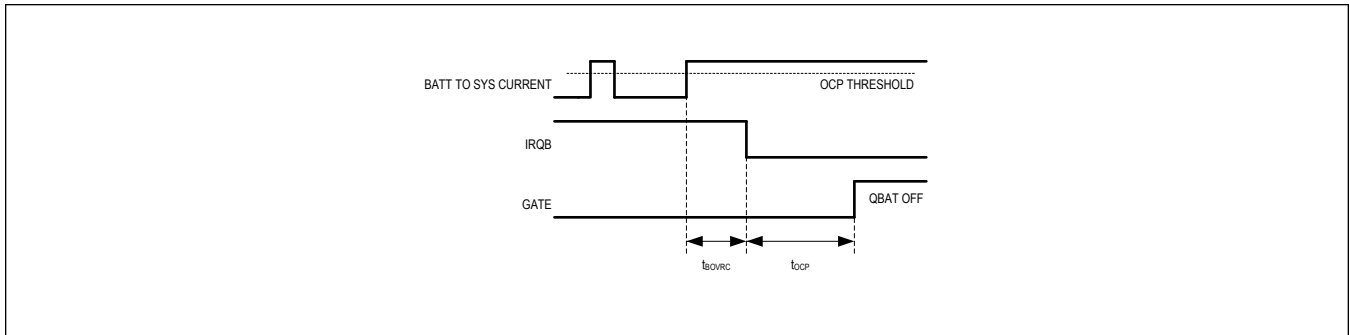 BATT TO SYS CURRENT
OCP THRESHOLD
IRQB
GATE
QBAT OFF
tBOVRC
tOCP